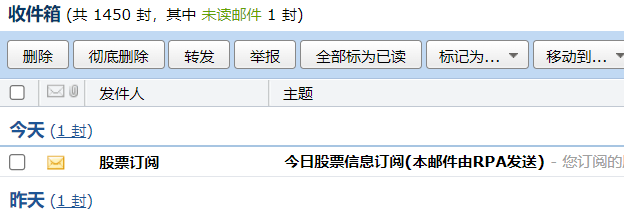 收件箱 (共 1450 封，其中 未读邮件 1 封)
删除 彻底删除 转发 举报 全部标为已读 标记为... 移动到...
发件人 主题
今天 (1 封)
股票订阅 今日股票信息订阅(本邮件由RPA发送) - 您订阅的
昨天 (1 封)